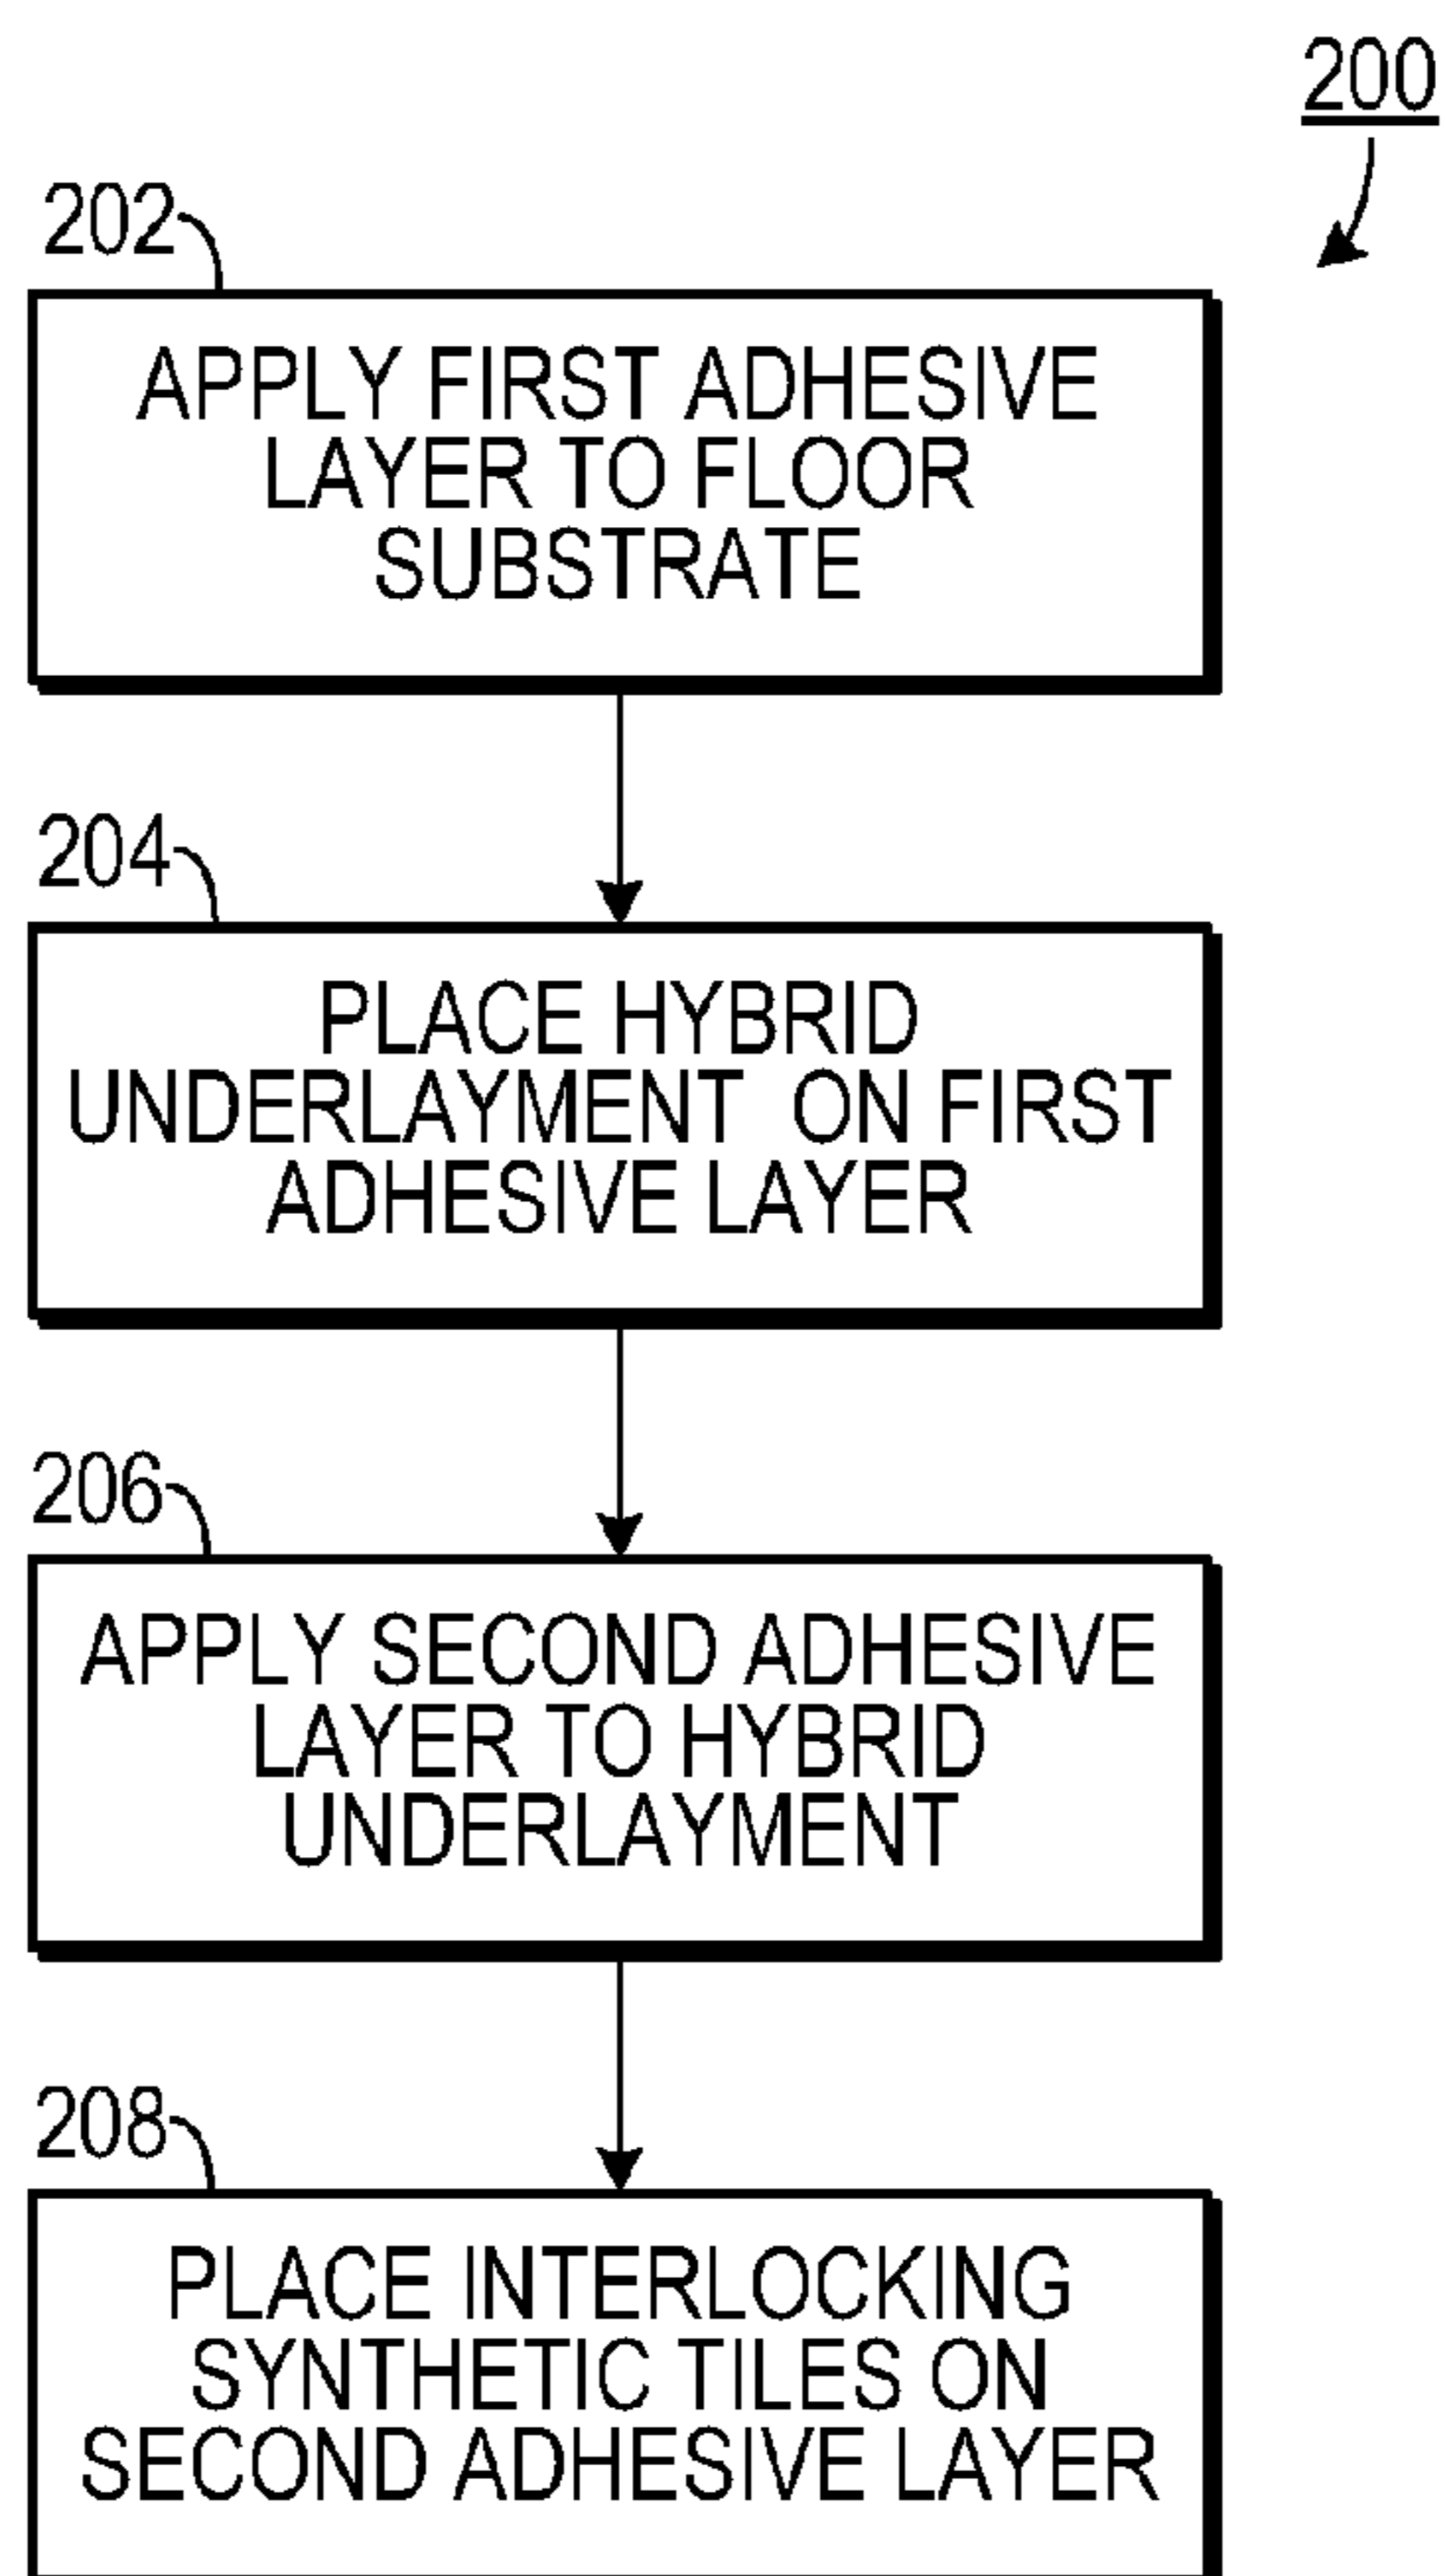 200
202
APPLY FIRST ADHESIVE
LAYER TO FLOOR
SUBSTRATE
204
PLACE HYBRID
UNDERLAYMENT ON FIRST
ADHESIVE LAYER
206
APPLY SECOND ADHESIVE
LAYER TO HYBRID
UNDERLAYMENT
208
PLACE INTERLOCKING
SYNTHETIC TILES ON
SECOND ADHESIVE LAYER